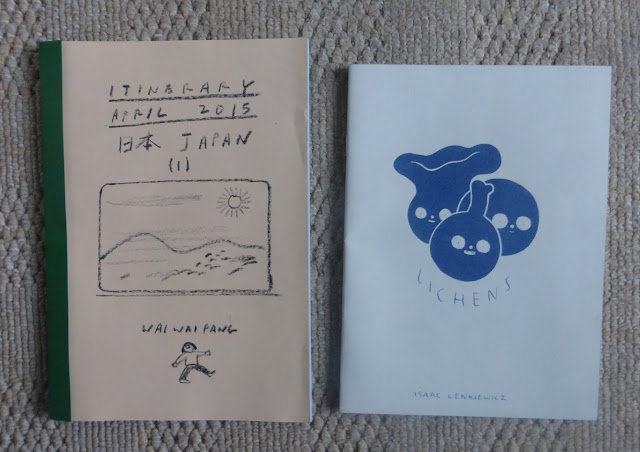 ITINERARY
APRIL 2015
日本 JAPAN
(1)
WAI WAI PANG
LICHENS
ISAAC LENKIEWICZ